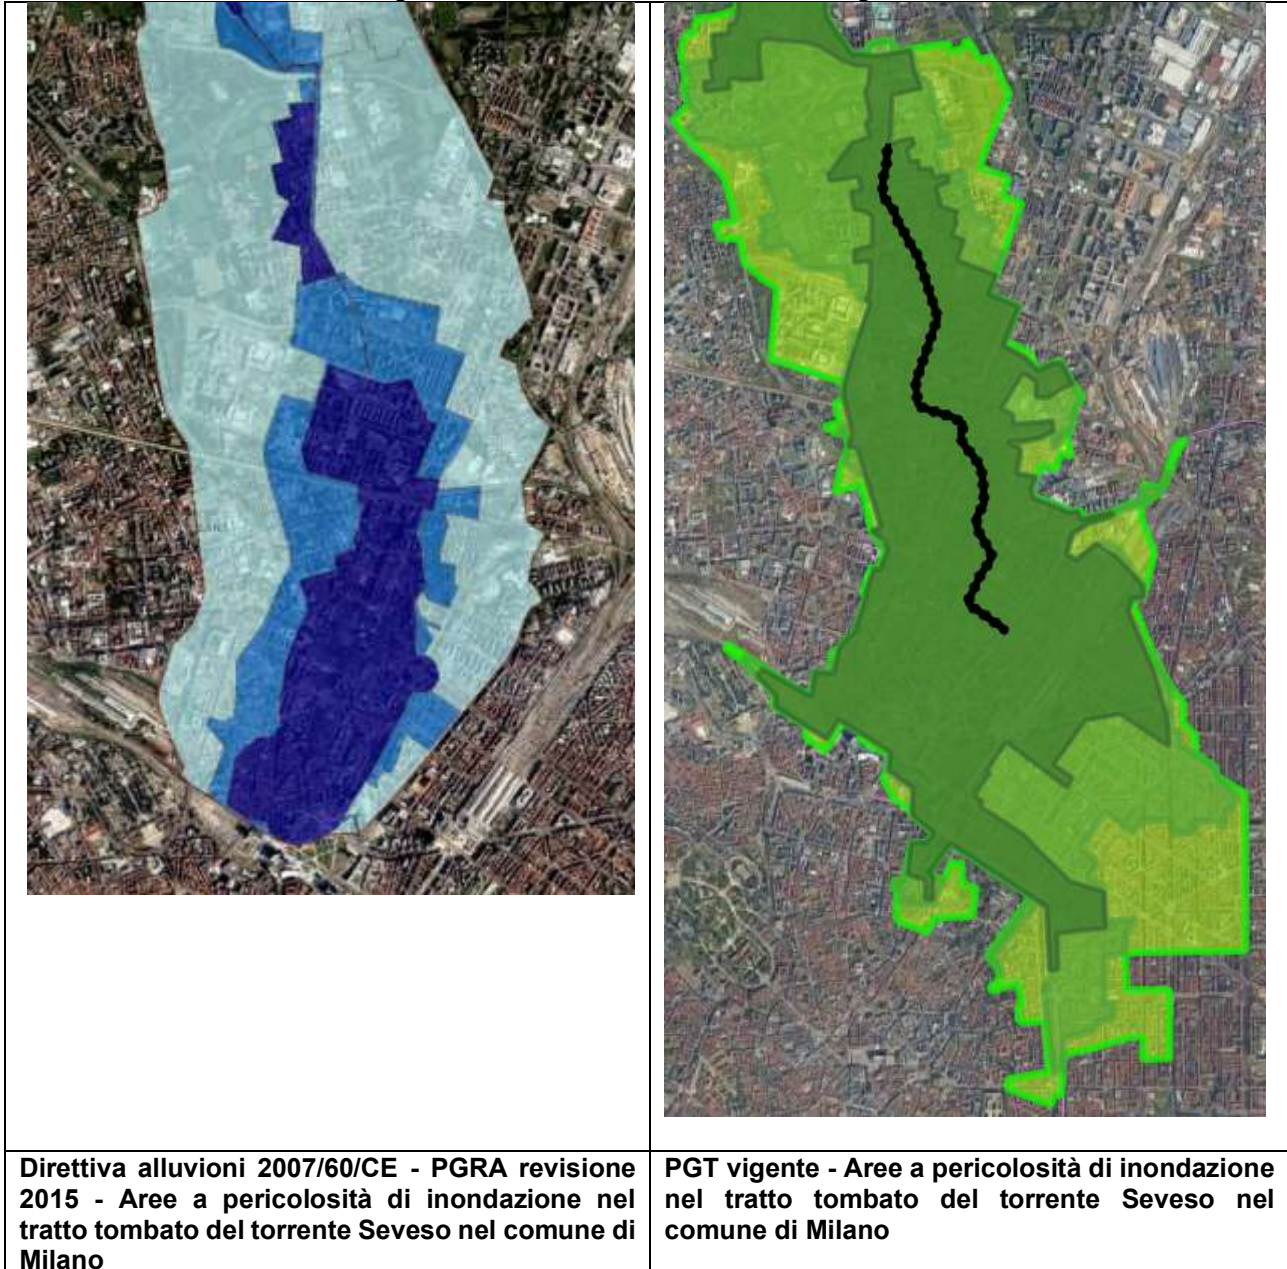 Direttiva alluvioni 2007/60/CE - PGRA revisione
2015 - Aree a pericolosità di inondazione nel
tratto tombato del torrente Seveso nel comune di
Milano
PGT vigente - Aree a pericolosità di inondazione
nel tratto tombato del torrente Seveso nel
comune di Milano